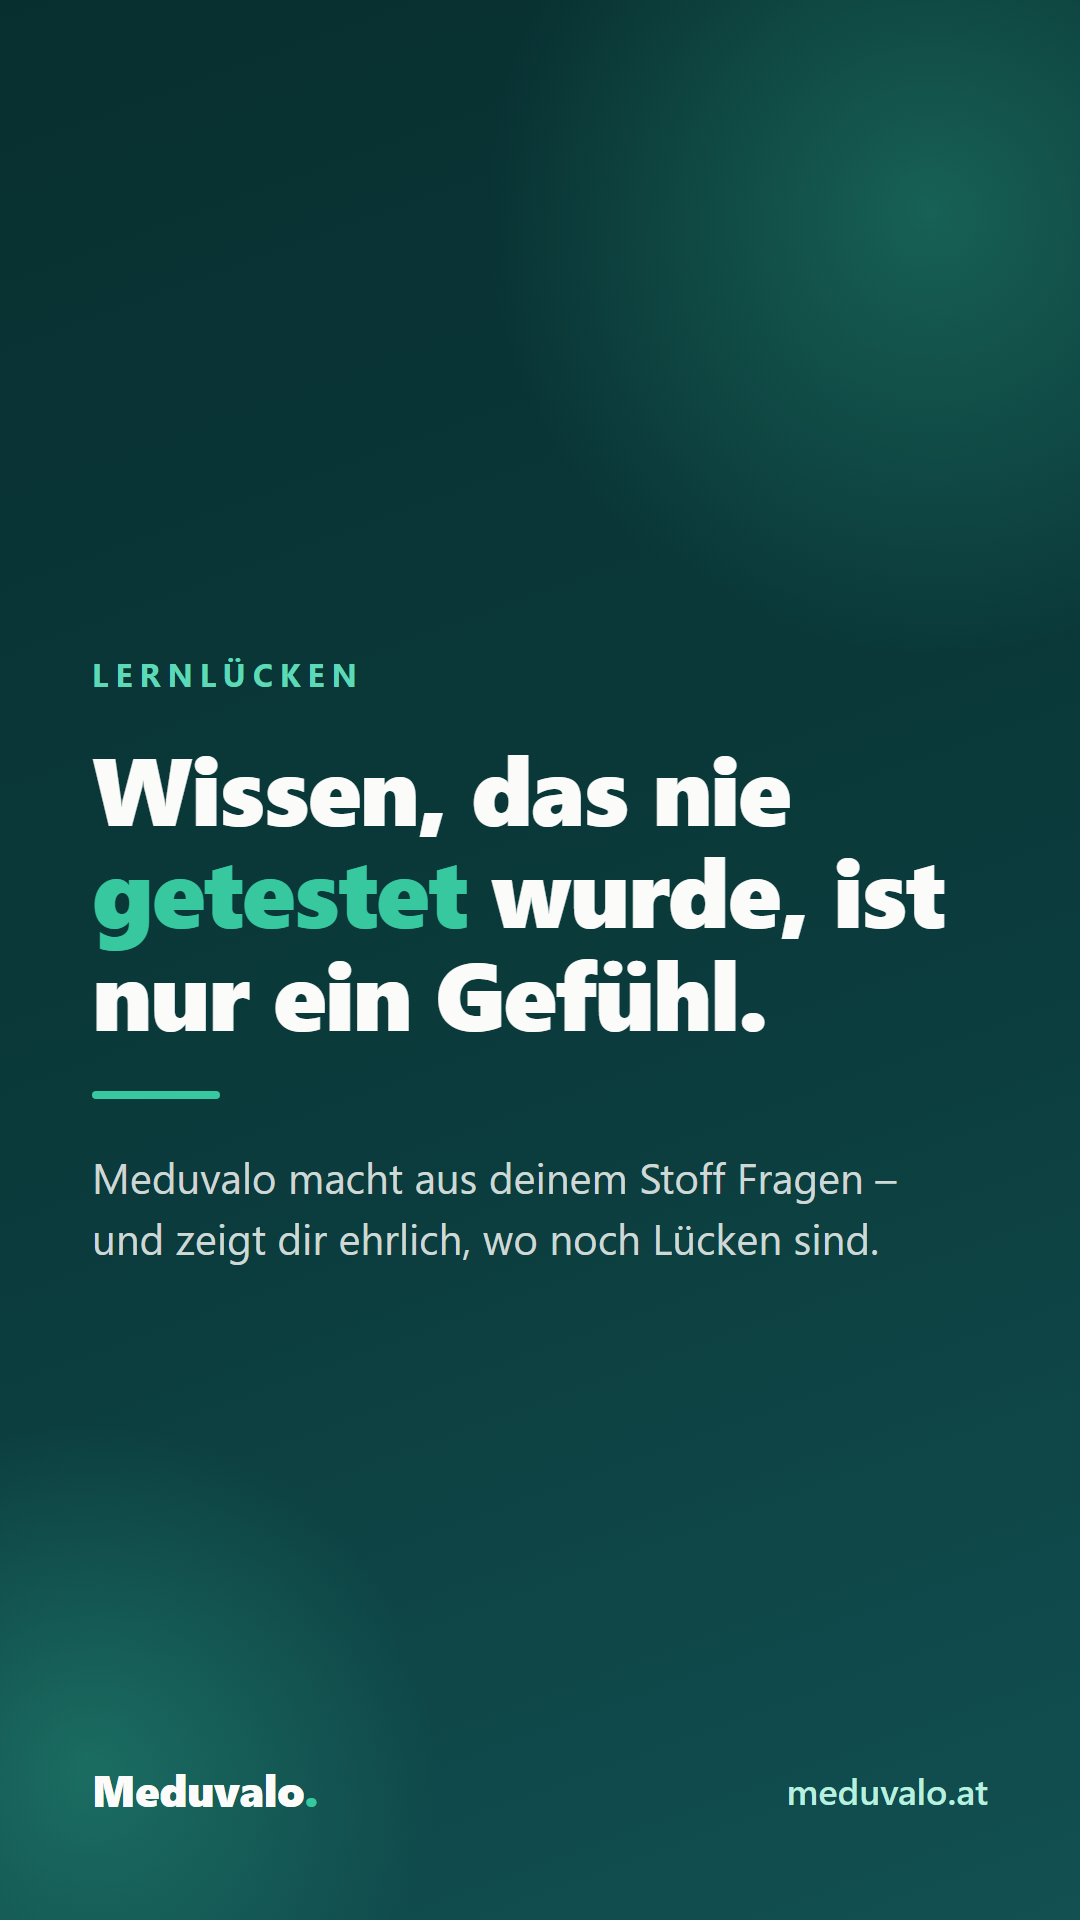 LERNLÜCKEN
Wissen, das nie
getestet wurde, ist
nur ein Gefühl.
Meduvalo macht aus deinem Stoff Fragen –
und zeigt dir ehrlich, wo noch Lücken sind.
Meduvalo.
meduvalo.at